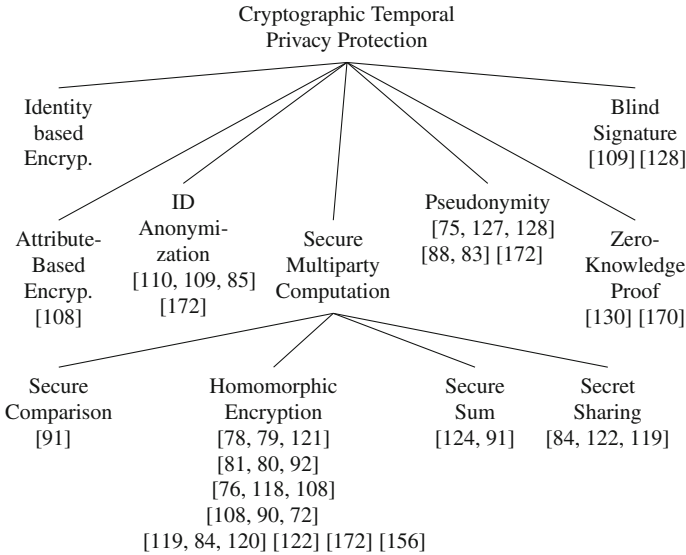 Cryptographic Temporal
Privacy Protection
Identity
based
Encryp.
Blind
Signature
[109] [128]
Attribute-
Based
Encryp.
[108]
ID
Anonymi-
zation
[110, 109, 85]
[172]
Secure
Multiparty
Computation
Pseudonymity
[75, 127, 128]
[88, 83] [172]
Zero-
Knowledge
Proof
[130] [170]
Secure
Comparison
[91]
Homomorphic
Encryption
[78, 79, 121]
[81, 80, 92]
[76, 118, 108]
[108, 90, 72]
[119, 84, 120] [122] [172] [156]
Secure
Sum
[124, 91]
Secret
Sharing
[84, 122, 119]